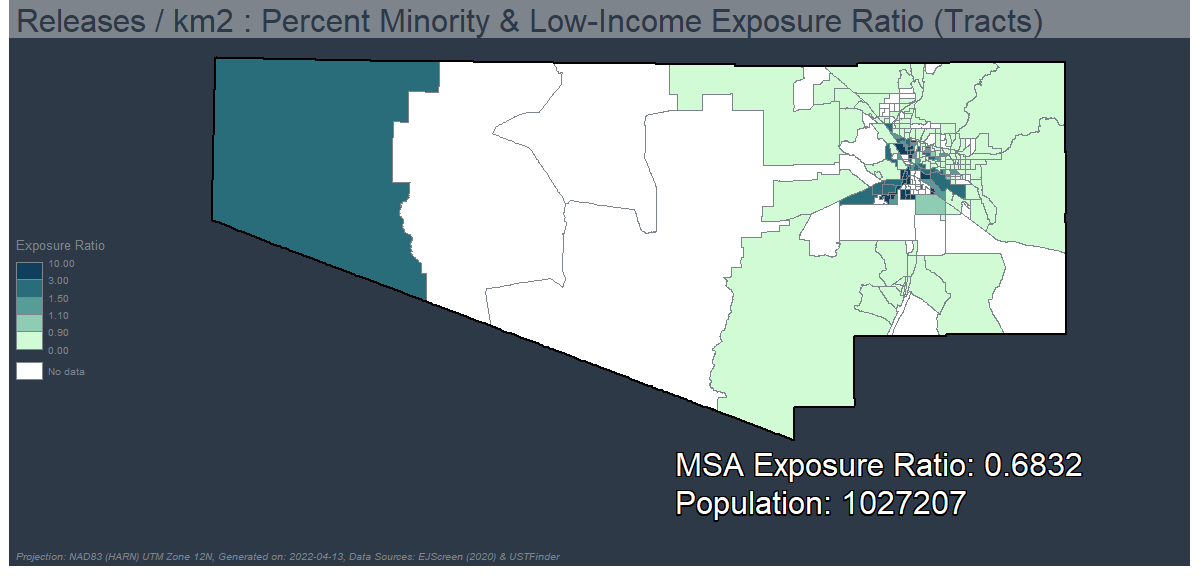 Releases / km2 : Percent Minority & Low-Income Exposure Ratio (Tracts)
Exposure Ratio
10.00
3.00
1.50
1.10
0.90
0.00
No data
MSA Exposure Ratio: 0.6832
Population: 1027207
Projection: NAD83 (HARN) UTM Zone 12N, Generated on: 2022-04-13, Data Sources: EJScreen (2020) & USTFinder